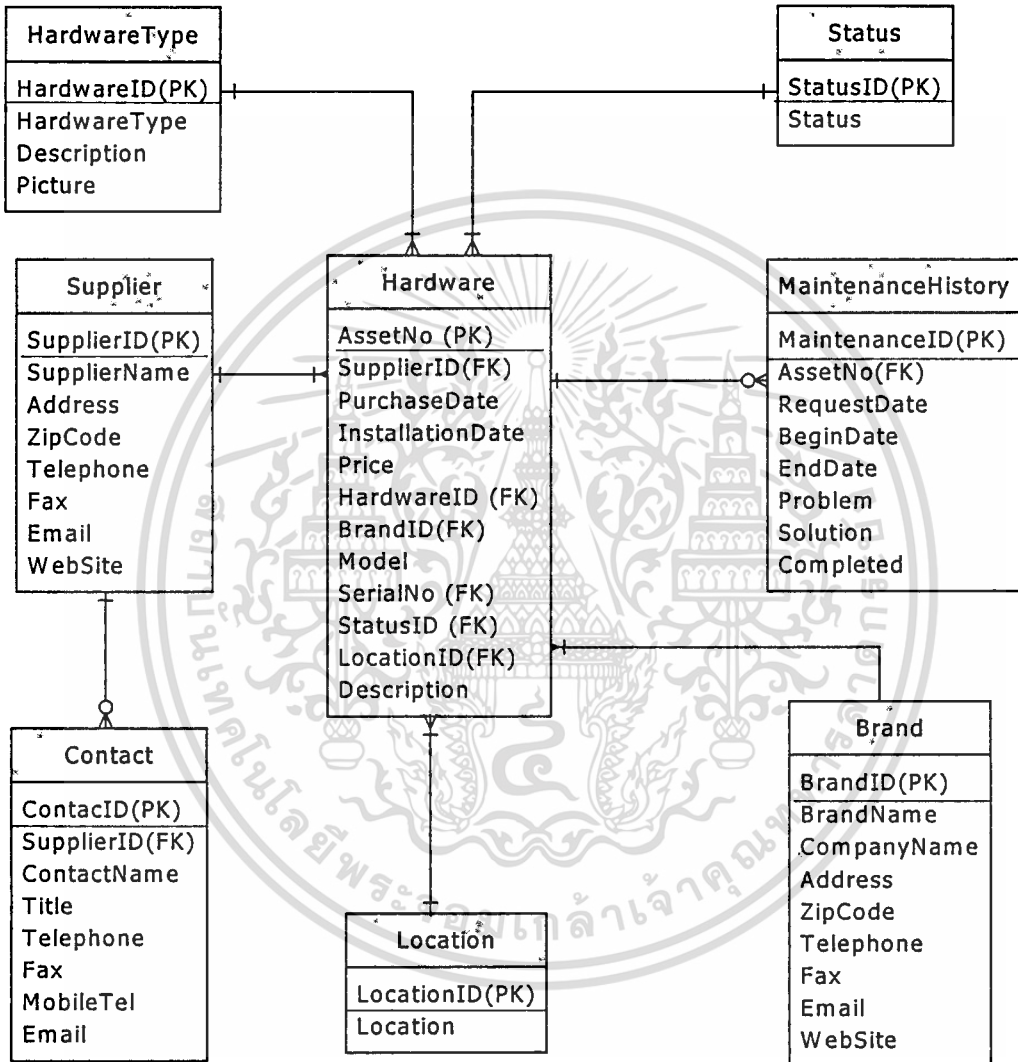 HardwareType
HardwareID(PK)
HardwareType
Description
Picture
Status
StatusID(PK)
Status
Supplier
SupplierID(PK)
SupplierName
Address
ZipCode
Telephone
Fax
Email
WebSite
Hardware
AssetNo (PK)
SupplierID(FK)
PurchaseDate
InstallationDate
Price
HardwareID (FK)
BrandID(FK)
Model
SerialNo (FK)
StatusID (FK)
LocationID(FK)
Description
MaintenanceHistory
MaintenanceID(PK)
AssetNo(FK)
RequestDate
BeginDate
EndDate
Problem
Solution
Completed
Contact
ContacID(PK)
SupplierID(FK)
ContactName
Title
Telephone
Fax
MobileTel
Email
Location
LocationID(PK)
Location
Brand
BrandID(PK)
BrandName
CompanyName
Address
ZipCode
Telephone
Fax
Email
WebSite